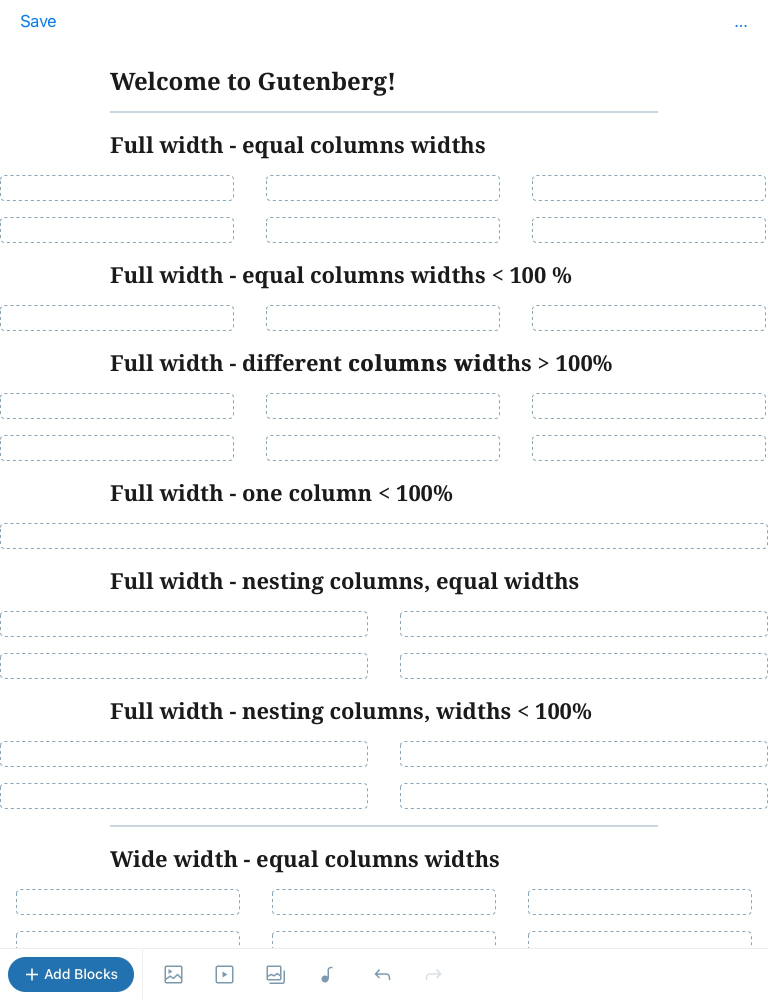 Save
...
Welcome to Gutenberg!
Full width - equal columns widths
Full width - equal columns widths < 100 %
Full width - different columns widths > 100%
Full width - one column < 100%
Full width - nesting columns, equal widths
Full width - nesting columns, widths < 100%
Wide width - equal columns widths
Add Blocks